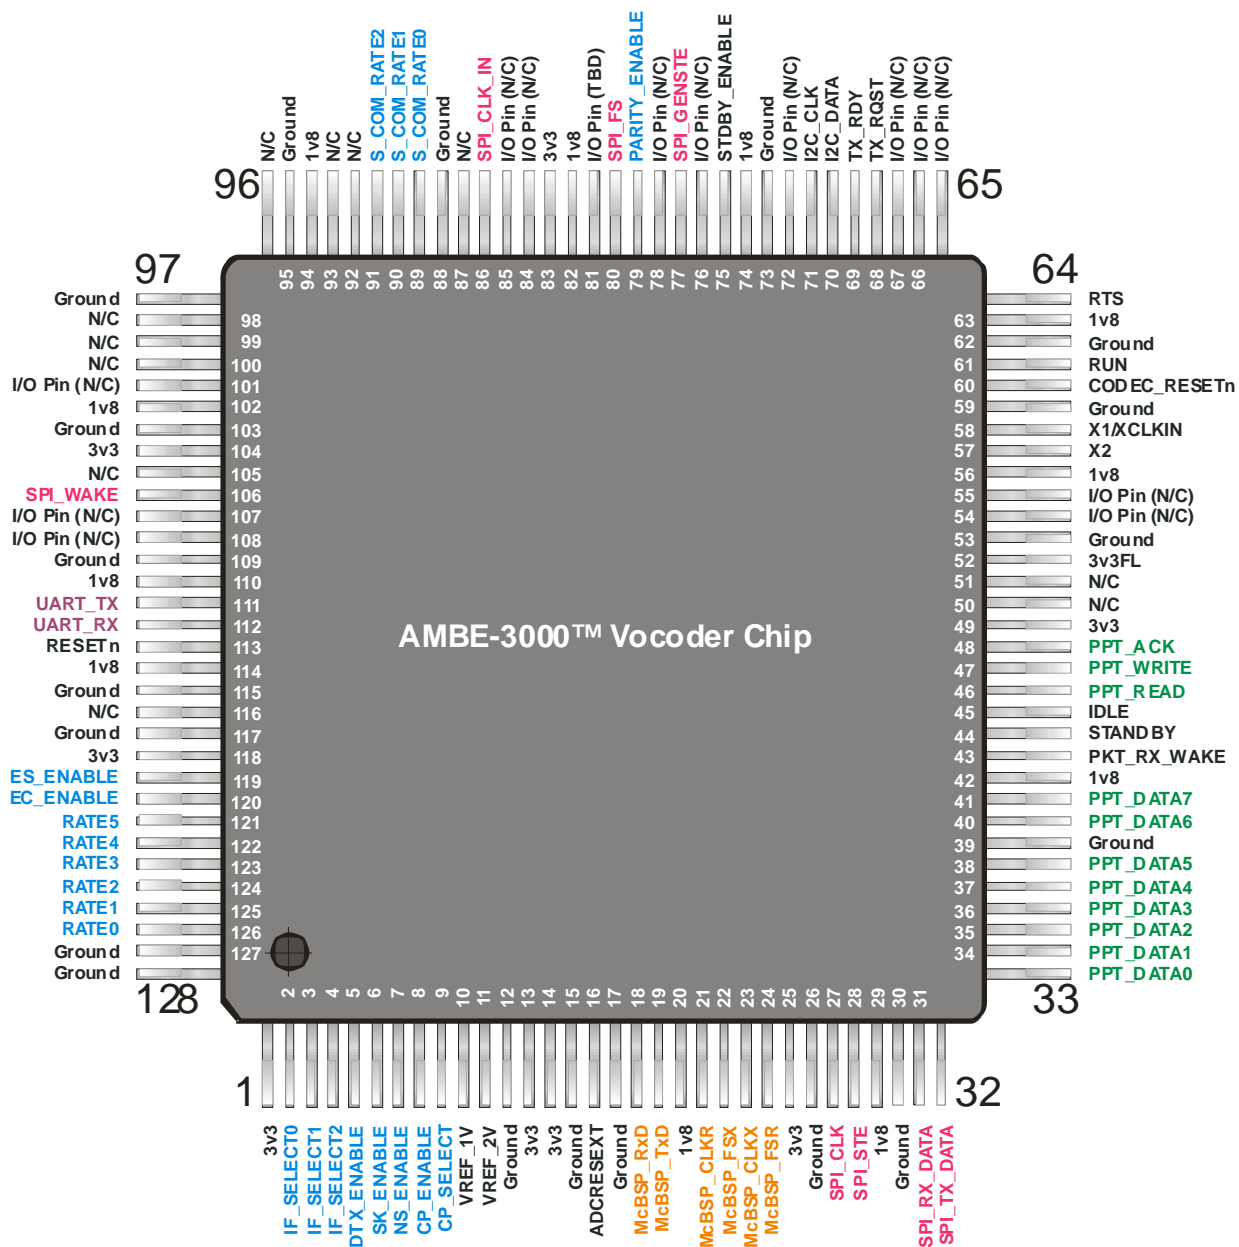 N/C
Ground
1v8
N/C
N/C
S_COM_RATE2
S_COM_RATE1
S_COM_RATE0
Ground
N/C
SPI_CLK_IN
I/O Pin (N/C)
I/O Pin (N/C)
3v3
1v8
I/O Pin (TBD)
SPI_FS
PARITY_ENABLE
I/O Pin (N/C)
SPI_GENSTE
I/O Pin (N/C)
STDBY_ENABLE
1v8
Ground
I/O Pin (N/C)
I2C_CLK
I2C_DATA
TX_RDY
TX_RQST
I/O Pin (N/C)
I/O Pin (N/C)
I/O Pin (N/C)
96
65
97
64
95 94 93 92 91 90 89 88 87 86 85 84 83 82 81 80 79 78 77 76 75 74 73 72 71 70 69 68 67 66
Ground
RTS
N/C 98
63 1v8
N/C 99
62 Ground
N/C 100
61 RUN
I/O Pin (N/C) 101
60 CODEC_RESETn
1v8 102
59 Ground
Ground 103
58 X1/XCLKIN
3v3 104
57 X2
N/C 105
56 1v8
SPI_WAKE 106
55 I/O Pin (N/C)
I/O Pin (N/C) 107
54 I/O Pin (N/C)
I/O Pin (N/C) 108
53 Ground
Ground 109
52 3v3FL
1v8 110
51 N/C
UART_TX 111
50 N/C
UART_RX 112
49 3v3
AMBE-3000™ Vocoder Chip
RESETn 113
48 PPT_ACK
1v8 114
47 PPT_WRITE
Ground 115
46 PPT_READ
N/C 116
45 IDLE
Ground 117
44 STANDBY
3v3 118
43 PKT_RX_WAKE
ES_ENABLE 119
42 1v8
EC_ENABLE 120
41 PPT_DATA7
RATE5 121
40 PPT_DATA6
RATE4 122
39 Ground
RATE3 123
38 PPT_DATA5
RATE2 124
37 PPT_DATA4
RATE1 125
36 PPT_DATA3
RATE0 126
35 PPT_DATA2
Ground 127
34 PPT_DATA1
Ground
PPT_DATA0
128
33
2 3 4 5 6 7 8 9 10 11 12 13 14 15 16 17 18 19 20 21 22 23 24 25 26 27 28 29 30 31
1
32
3v3
IF_SELECT0
IF_SELECT1
IF_SELECT2
DTX_ENABLE
SK_ENABLE
NS_ENABLE
CP_ENABLE
CP_SELECT
VREF_1V
VREF_2V
Ground
3v3
3v3
Ground
ADCRESEXT
Ground
McBSP_RxD
McBSP_TxD
1v8
McBSP_CLKR
McBSP_FSX
McBSP_CLKX
McBSP_FSR
3v3
Ground
SPI_CLK
SPI_STE
1v8
Ground
SPI_RX_DATA
SPI_TX_DATA